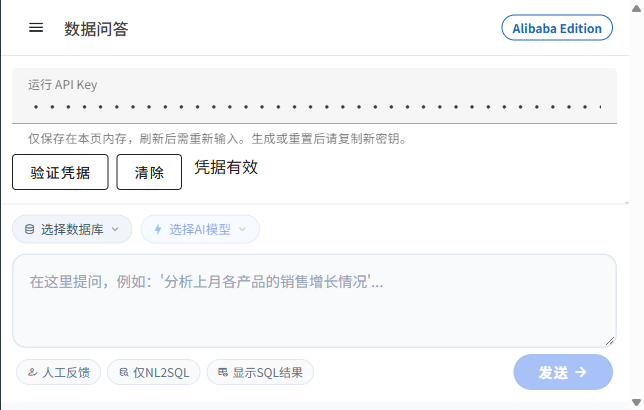 数据问答
Alibaba Edition
运行 API Key
仅保存在本页内存，刷新后需重新输入。生成或重置后请复制新密钥。
验证凭据 清除 凭据有效
选择数据库 选择AI模型
在这里提问，例如：'分析上月各产品的销售增长情况'...
人工反馈 仅NL2SQL 显示SQL结果
发送 →